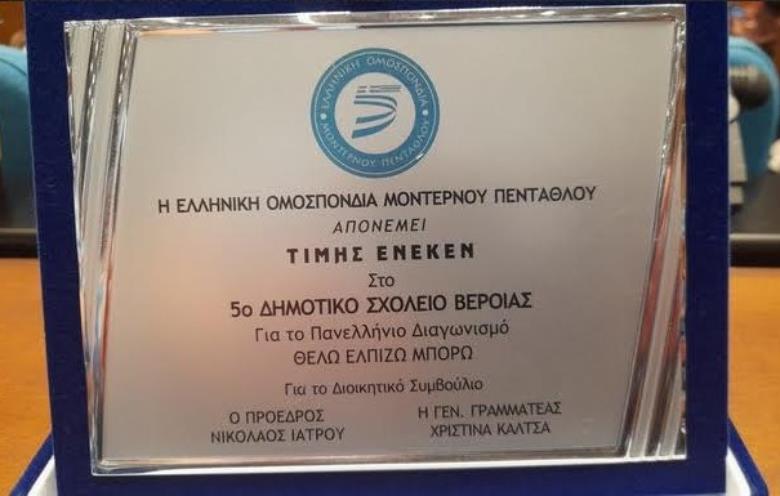 ΕΛΛΗΝΙΚΗ ΟΜΟΣΠΟΝΔΙΑ
ΜΟΝΤΕΡΝΟΥ ΠΕΝΤΑΘΛΟΥ
Η ΕΛΛΗΝΙΚΗ ΟΜΟΣΠΟΝΔΙΑ ΜΟΝΤΕΡΝΟΥ ΠΕΝΤΑΘΛΟΥ
ΑΠΟΝΕΜΕΙ
ΤΙΜΗΣ ΕΝΕΚΕΝ
Στο
5ο ΔΗΜΟΤΙΚΟ ΣΧΟΛΕΙΟ ΒΕΡΟΙΑΣ
Για το Πανελλήνιο Διαγωνισμό
ΘΕΛΩ ΕΛΠΙΖΩ ΜΠΟΡΩ
Για το Διοικητικό Συμβούλιο
Ο ΠΡΟΕΔΡΟΣ
ΝΙΚΟΛΑΟΣ ΙΑΤΡΟΥ
Η ΓΕΝ. ΓΡΑΜΜΑΤΕΑΣ
ΧΡΙΣΤΙΝΑ ΚΑΛΤΣΑ